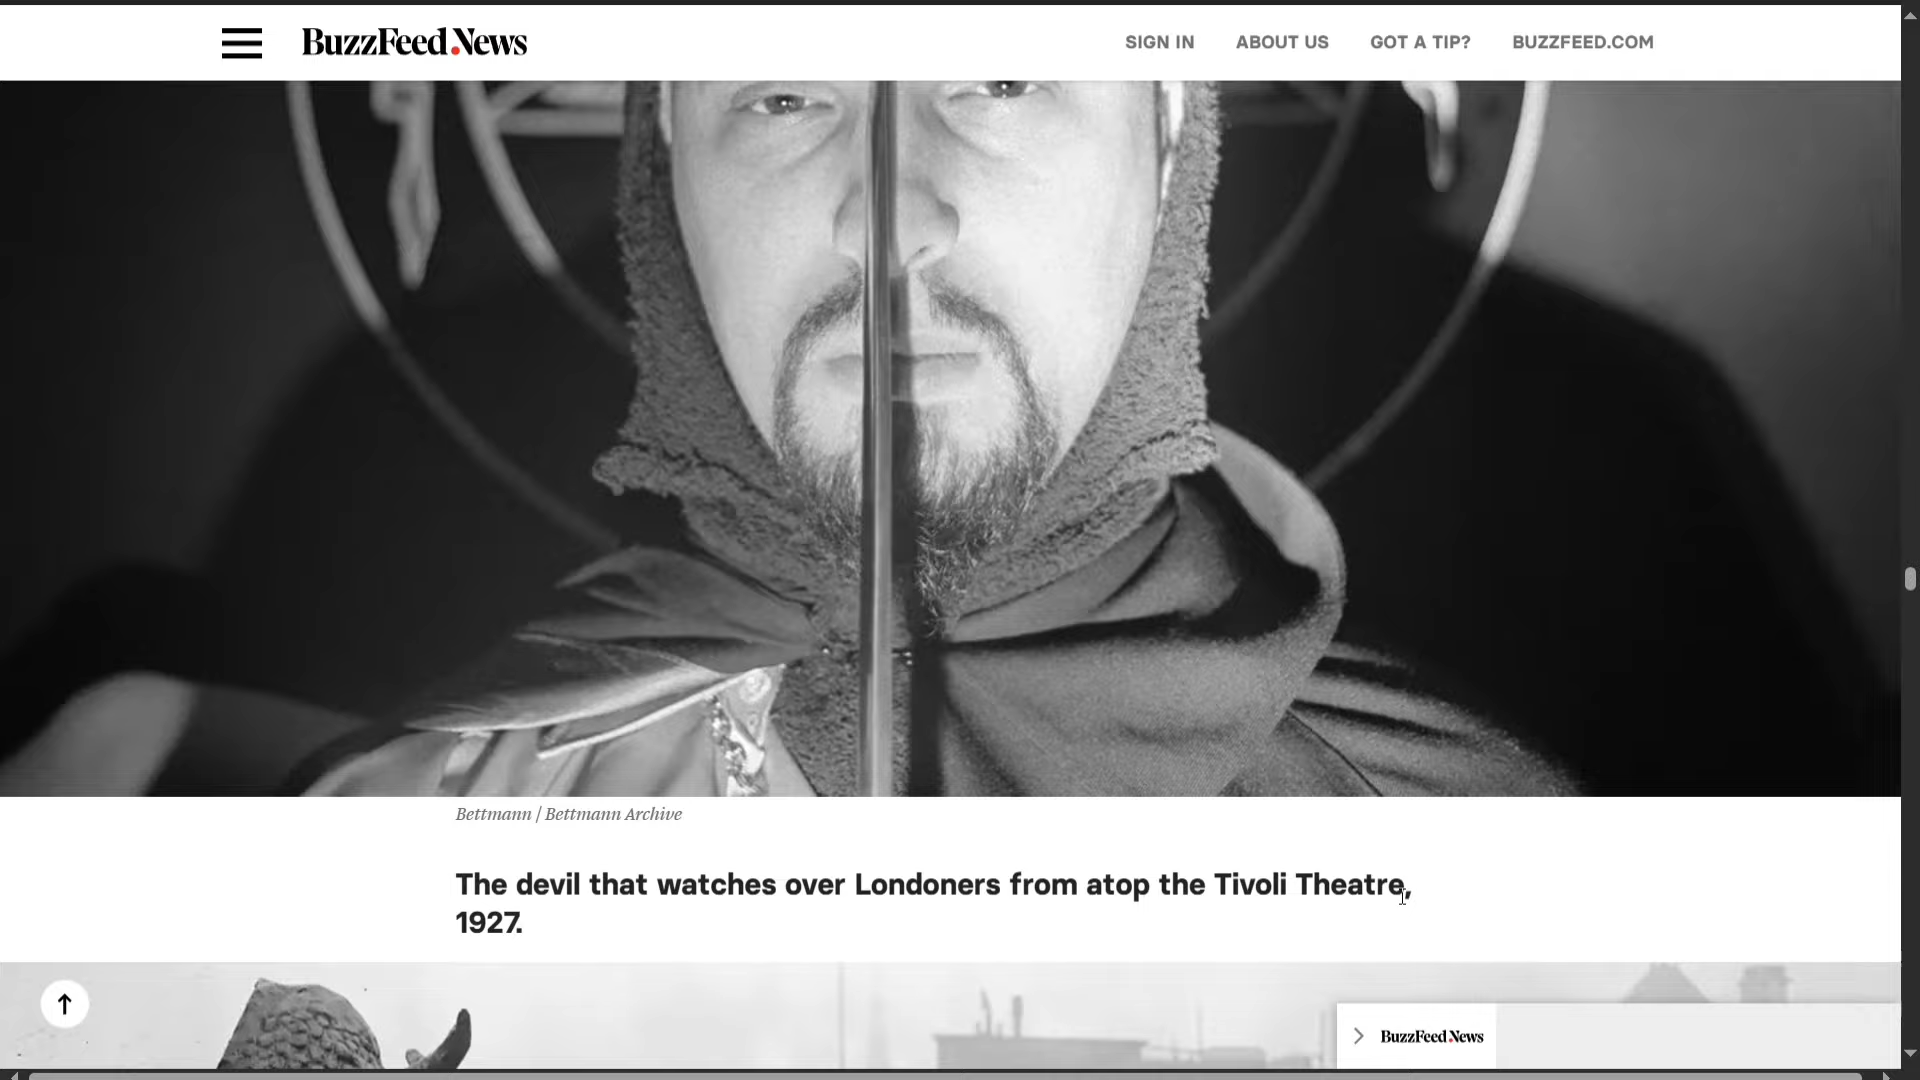 BuzzFeed News
SIGN IN
ABOUT US
GOT A TIP?
BUZZFEED.COM
Bettmann / Bettmann Archive
The devil that watches over Londoners from atop the Tivoli Theatre,
1927.
BuzzFeed News